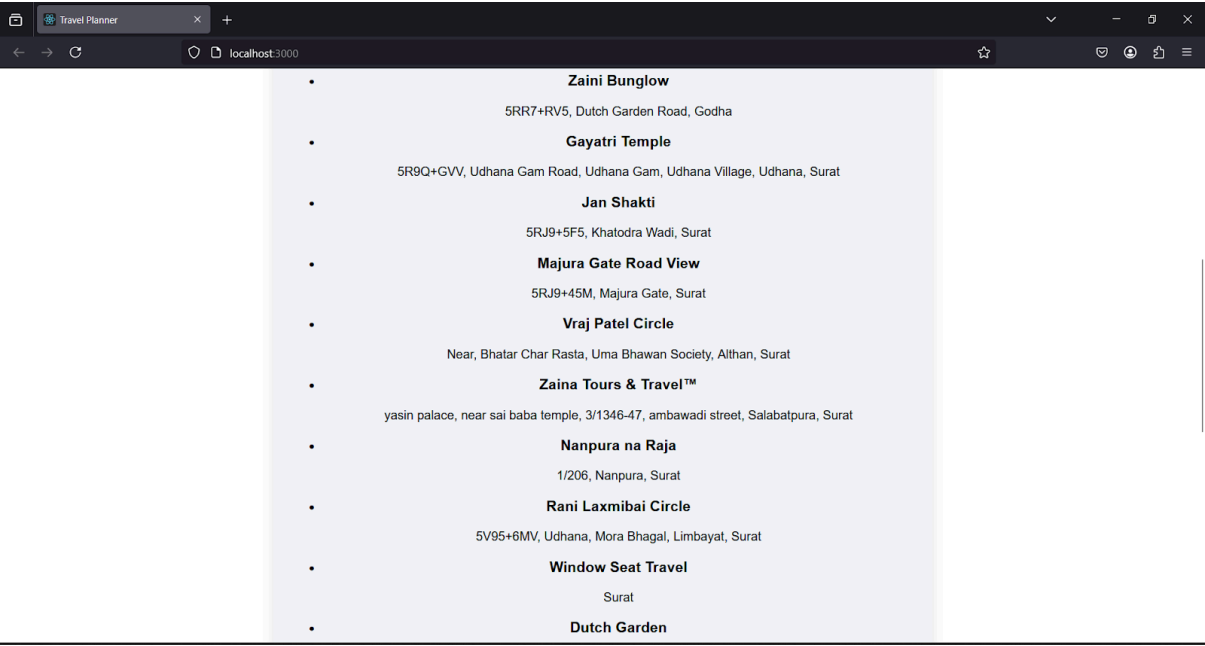 Travel Planner
localhost:3000
Zaini Bunglow
5RR7+RV5, Dutch Garden Road, Godha
Gayatri Temple
5R9Q+GVV, Udhana Gam Road, Udhana Gam, Udhana Village, Udhana, Surat
Jan Shakti
5RJ9+5F5, Khatodra Wadi, Surat
Majura Gate Road View
5RJ9+45M, Majura Gate, Surat
Vraj Patel Circle
Near, Bhatar Char Rasta, Uma Bhawan Society, Althan, Surat
Zaina Tours & Travel™
yasin palace, near sai baba temple, 3/1346-47, ambawadi street, Salabatpura, Surat
Nanpura na Raja
1/206, Nanpura, Surat
Rani Laxmibai Circle
5V95+6MV, Udhana, Mora Bhagal, Limbayat, Surat
Window Seat Travel
Surat
Dutch Garden